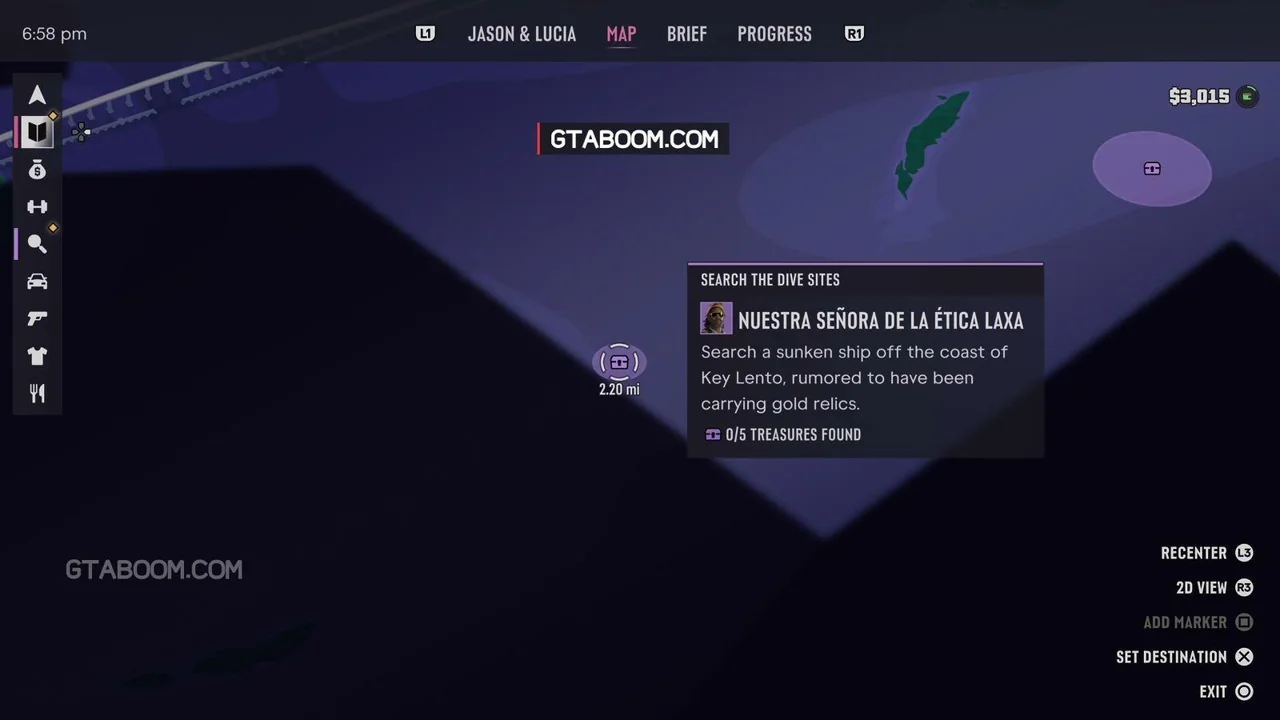 6:58 pm
L1 JASON & LUCIA MAP BRIEF PROGRESS R1
$3,015
GTABOOM.COM
SEARCH THE DIVE SITES
NUESTRA SEÑORA DE LA ÉTICA LAXA
Search a sunken ship off the coast of
Key Lento, rumored to have been
carrying gold relics.
0/5 TREASURES FOUND
2.20 mi
GTABOOM.COM
RECENTER L3
2D VIEW R3
ADD MARKER
SET DESTINATION
EXIT